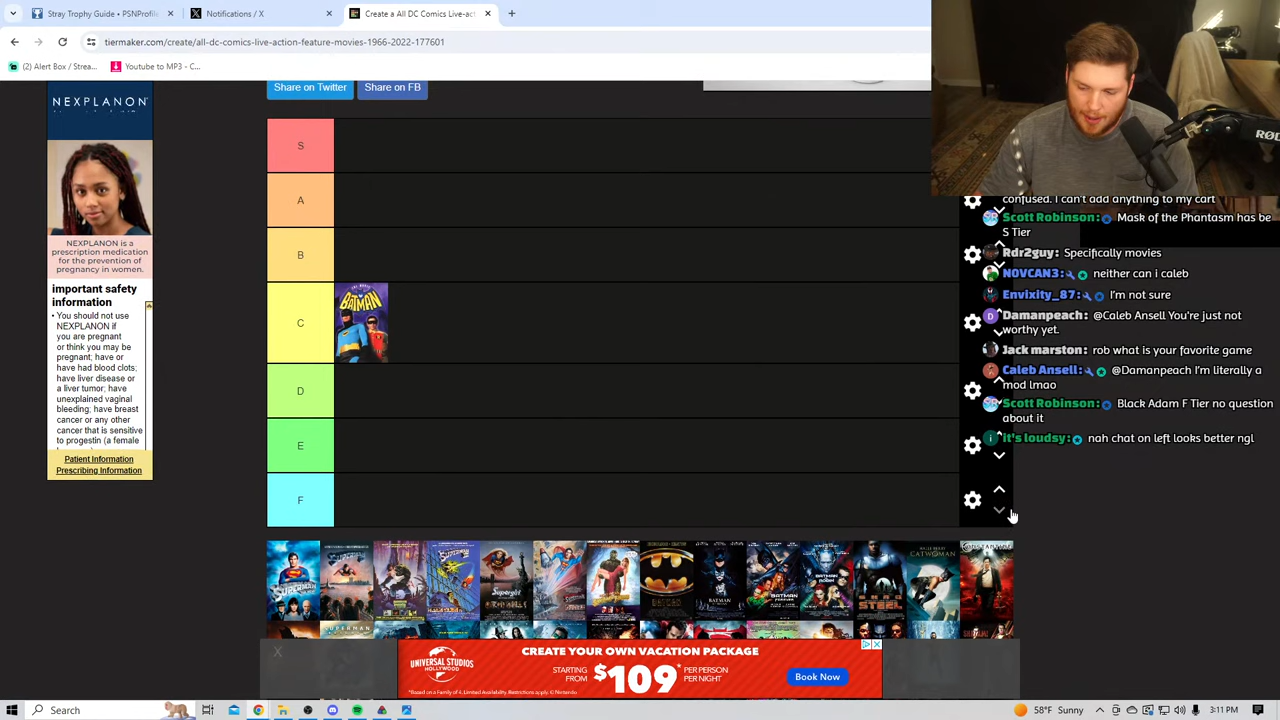 Stray Trophy Guide • PSNProfile
Notifications / X
Create a All DC Comics Live-act
tiermaker.com/create/all-dc-comics-live-action-feature-movies-1966-2022-177601
(2) Alert Box / Strea...
Youtube to MP3 - C...
NEXPLANON
Share on Twitter
Share on FB
RØD
NEXPLANON is a
prescription medication
for the prevention of
pregnancy in women.
important safety
information
• You should not use
NEXPLANON if
you are pregnant
or think you may be
pregnant; have or
have had blood clots;
have liver disease or
a liver tumor; have
unexplained vaginal
bleeding; have breast
cancer or any other
cancer that is sensitive
to progestin (a female
Patient Information
Prescribing Information
S
A
B
C
BATMAN
D
E
F
confused. I can't add anything to my cart
Scott Robinson: Mask of the Phantasm has be
S Tier
Rdr2guy: Specifically movies
N0VCAN3: neither can i caleb
Envixity_87: I'm not sure
D
Damanpeach: @Caleb Ansell You're just not
worthy yet.
Jack marston: rob what is your favorite game
Caleb Ansell: @Damanpeach I'm literally a
mod lmao
Scott Robinson: Black Adam F Tier no question
about it
i
it's loudsy: nah chat on left looks better ngl
SUPERMAN
Supergirl
BATMAN
STEEL
CATWOMAN
CONSTANTINE
X
UNIVERSAL STUDIOS
HOLLYWOOD
CREATE YOUR OWN VACATION PACKAGE
STARTING
FROM
$109*
PER PERSON
PER NIGHT
Book Now
Search
58°F Sunny
3:11 PM